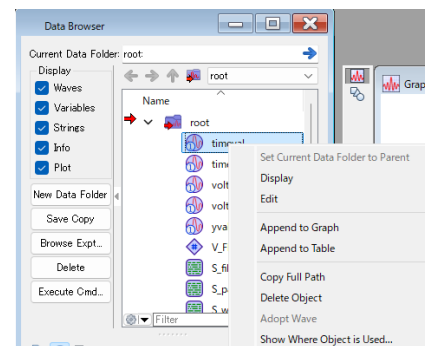 Data Browser
Current Data Folder: root:
Display
Waves
Variables
Strings
Info
Plot
New Data Folder
Save Copy
Browse Expt...
Delete
Execute Cmd...
root
Name
root
timeval
volt
volt
yva
V_F
S_fil
S_p
S_w
Filter
Grap
Set Current Data Folder to Parent
Display
Edit
Append to Graph
Append to Table
Copy Full Path
Delete Object
Adopt Wave
Show Where Object is Used...